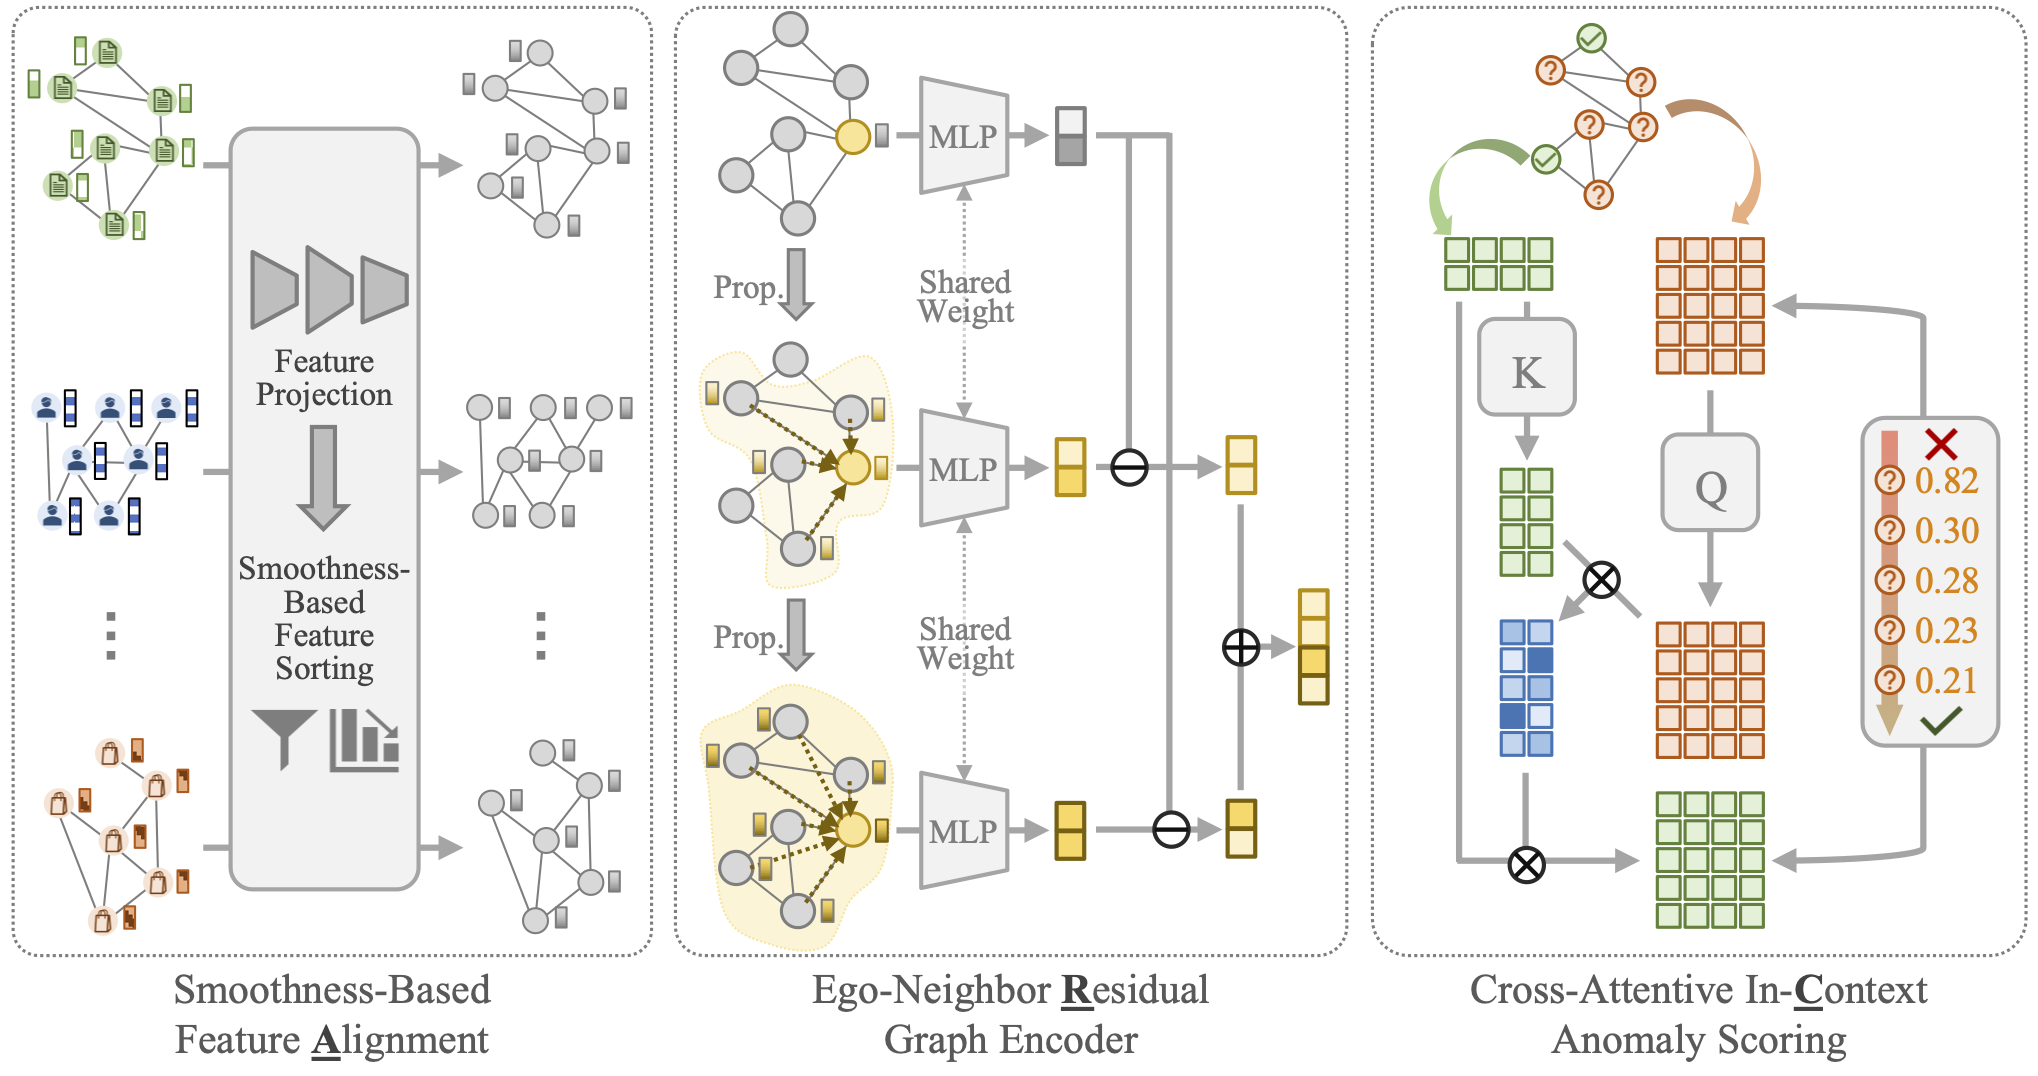 Feature
Projection
Smoothness-
Based
Feature
Sorting
Smoothness-Based
Feature Alignment
MLP
Prop.
Shared
Weight
MLP
Prop.
Shared
Weight
MLP
Ego-Neighbor Residual
Graph Encoder
?
?
?
?
?
K
Q
? 0.82
? 0.30
? 0.28
? 0.23
? 0.21
Cross-Attentive In-Context
Anomaly Scoring